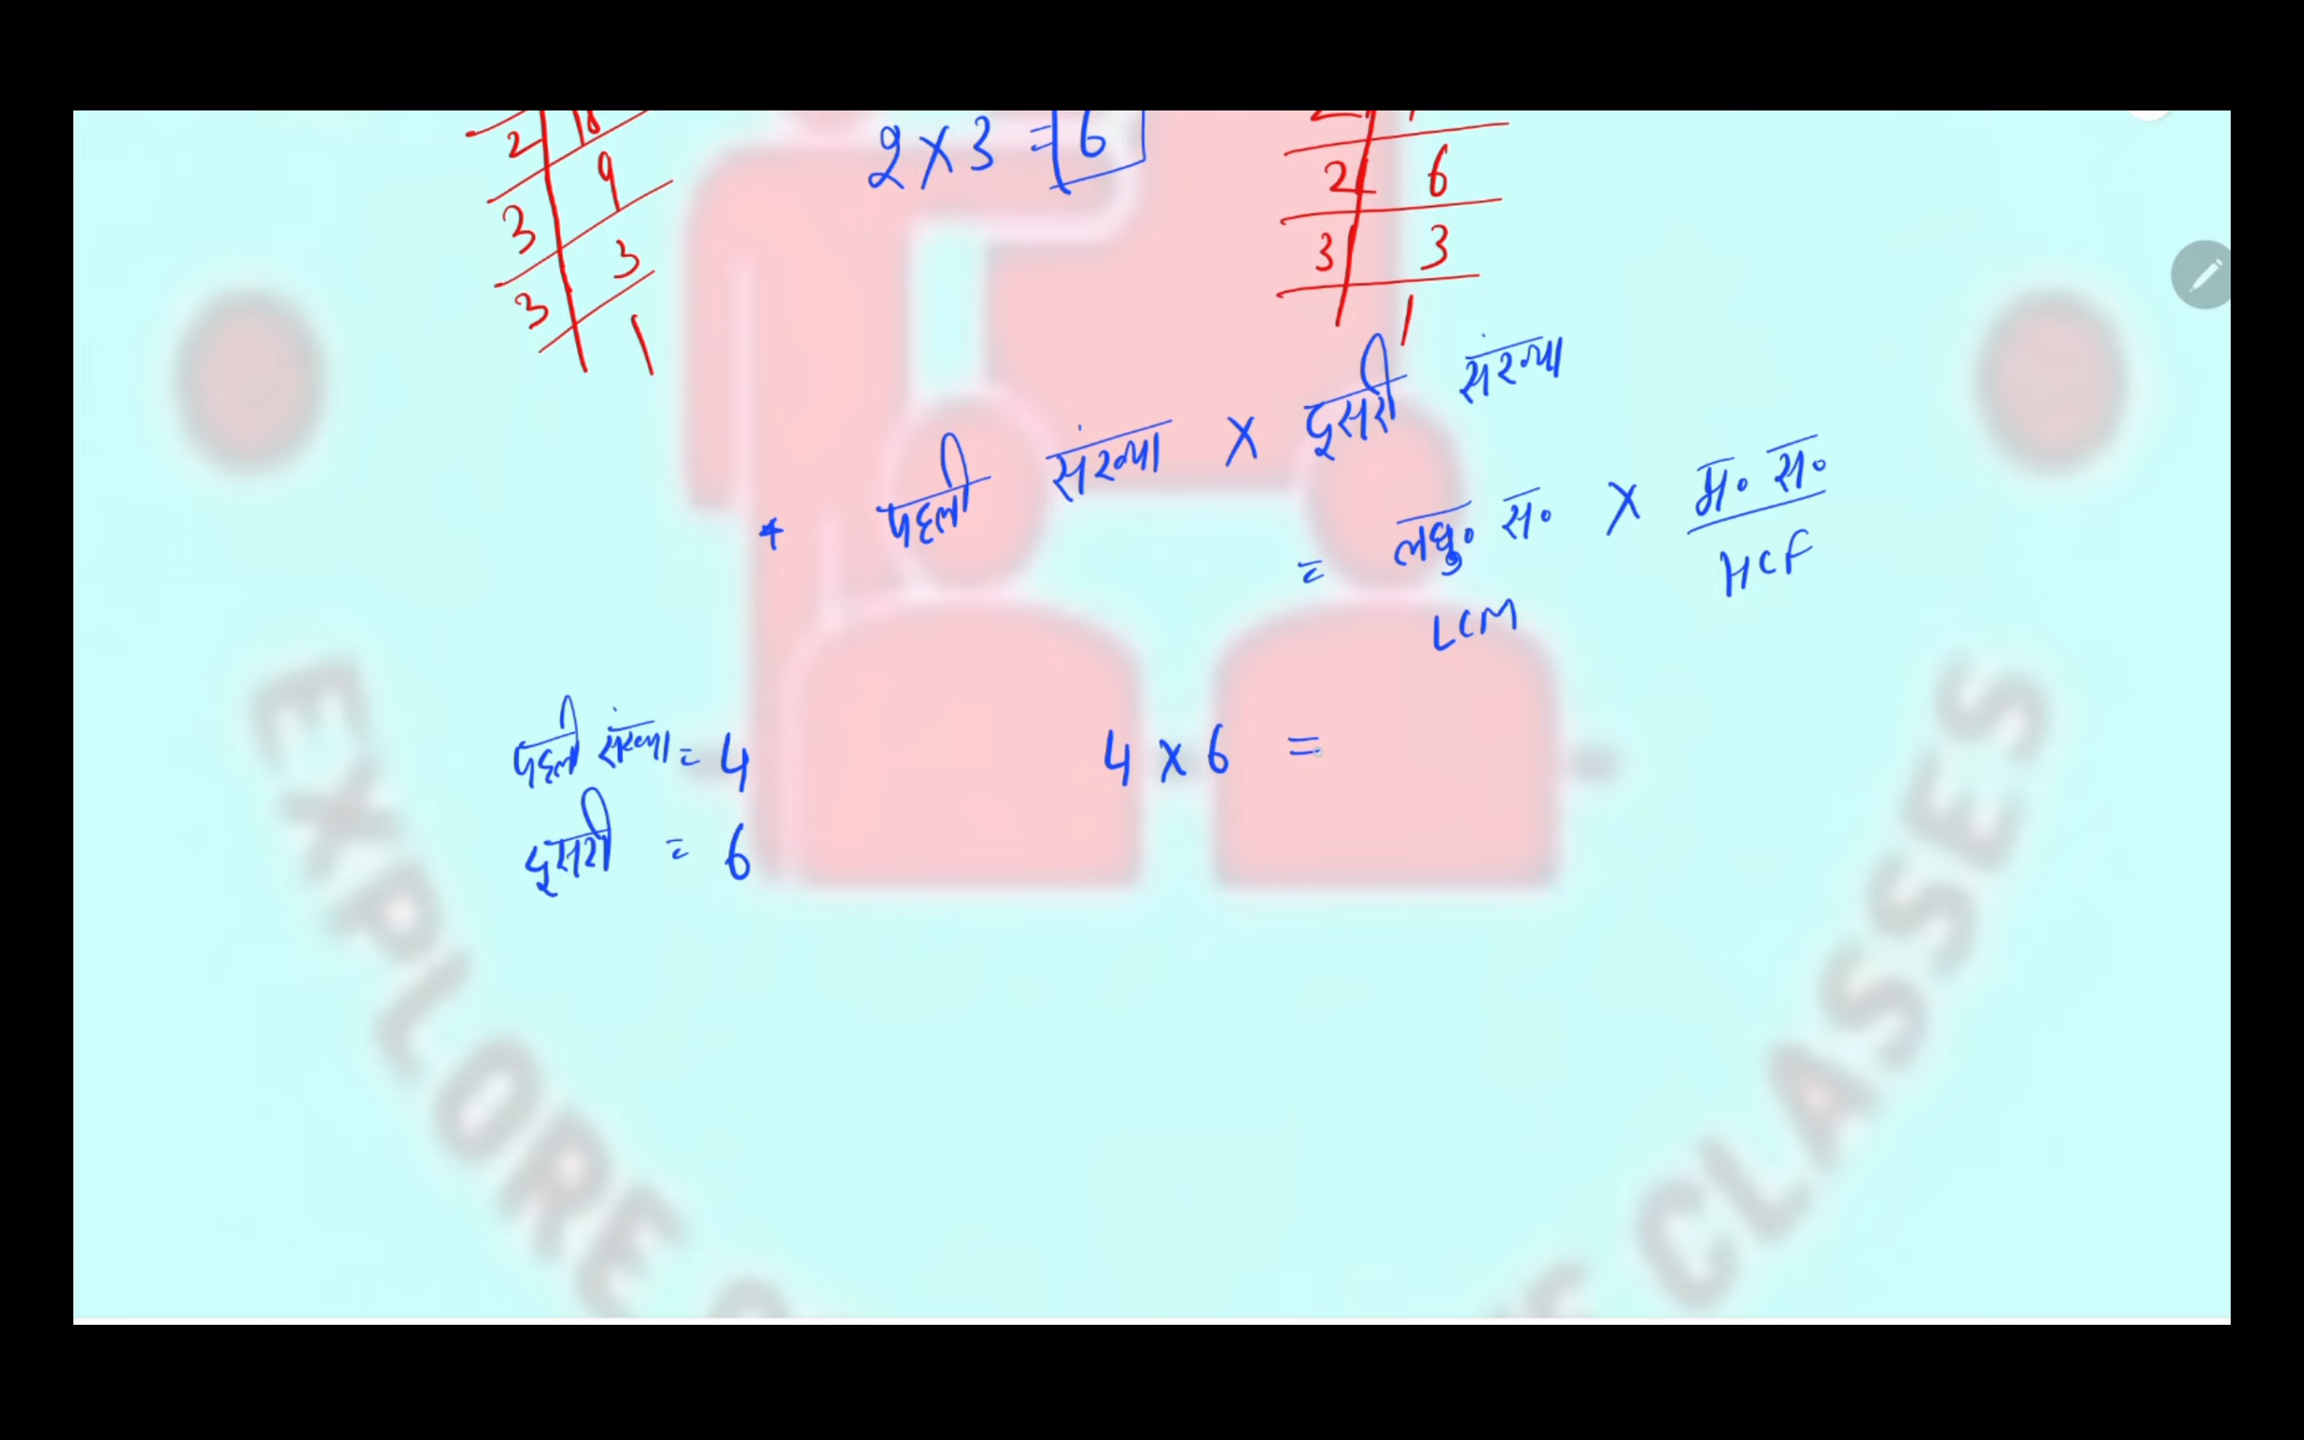 2 18
3 9
3 3
1
2 × 3 = 6
2 6
3 3
1
* पहली संख्या × दूसरी संख्या
= लघु० स० × म० स०
LCM HCF
पहली संख्या = 4
दूसरी = 6
4 × 6 =
EXPLORE
CLASSES